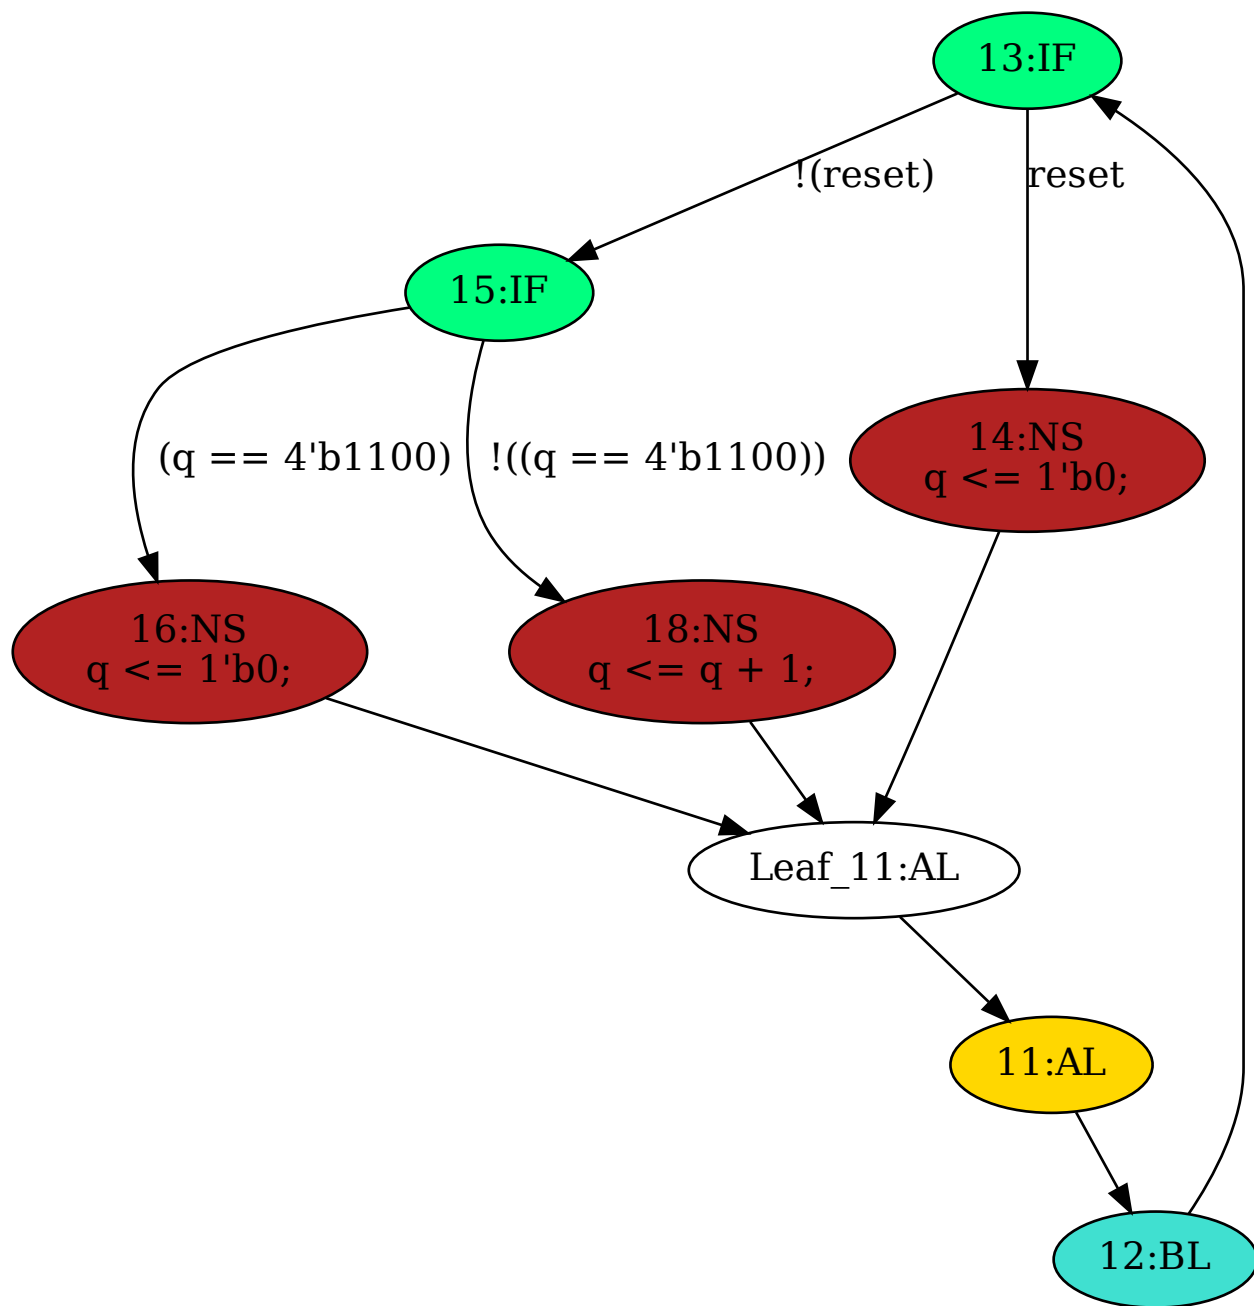 13:IF
!(reset)
reset
15:IF
(q == 4'b1100)
!((q == 4'b1100))
14:NS
q <= 1'b0;
16:NS
q <= 1'b0;
18:NS
q <= q + 1;
Leaf_11:AL
11:AL
12:BL